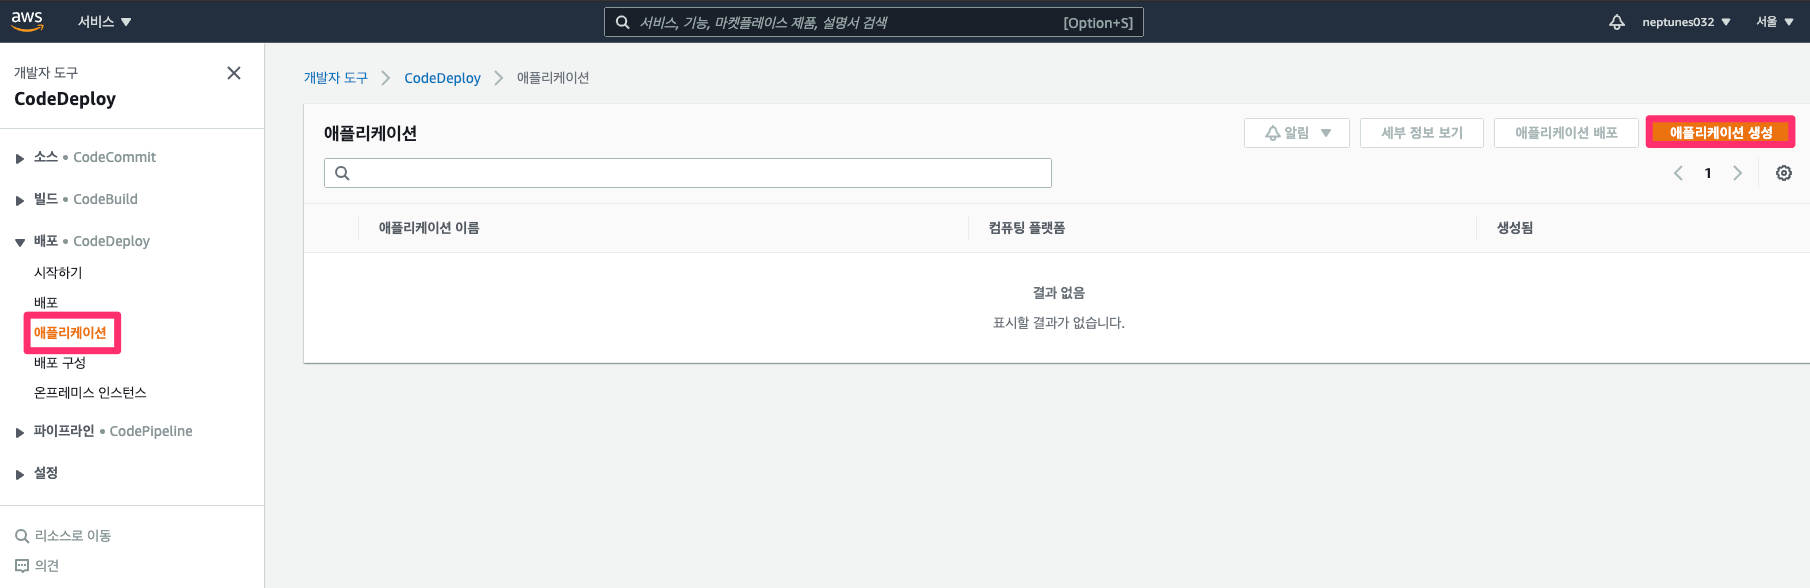 aws 서비스 ▼ 서비스, 기능, 마켓플레이스 제품, 설명서 검색 [Option+S] neptunes032 ▼ 서울 ▼
개발자 도구
CodeDeploy
소스 • CodeCommit
빌드 • CodeBuild
배포 • CodeDeploy
시작하기
배포
애플리케이션
배포 구성
온프레미스 인스턴스
파이프라인 • CodePipeline
설정
리소스로 이동
의견
개발자 도구 > CodeDeploy > 애플리케이션
애플리케이션
알림 ▼ 세부 정보 보기 애플리케이션 배포 애플리케이션 생성
< 1 >
애플리케이션 이름 컴퓨팅 플랫폼 생성됨
결과 없음
표시할 결과가 없습니다.